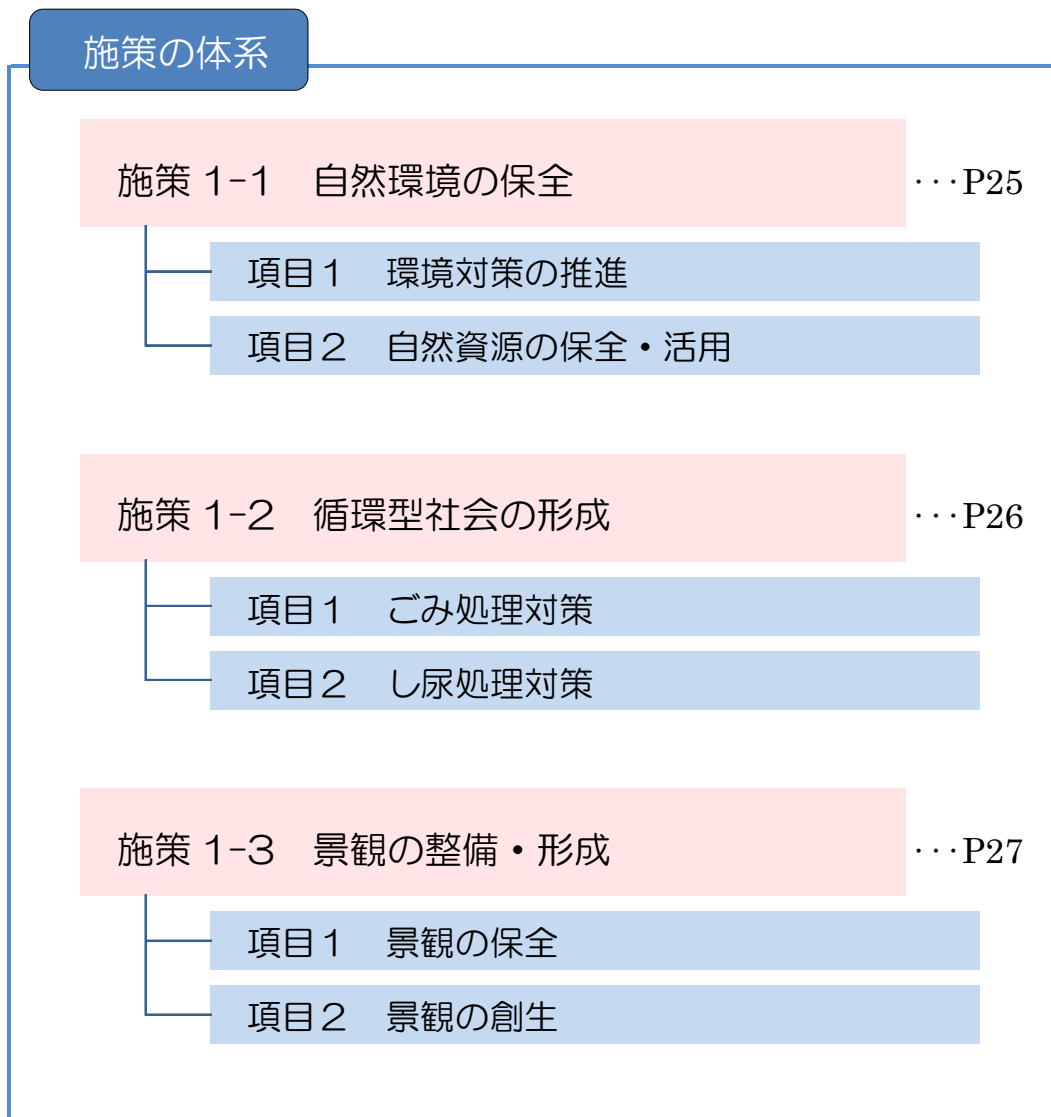 施策の体系
施策 1-1　自然環境の保全　･･･P25
項目１　環境対策の推進
項目２　自然資源の保全・活用
施策 1-2　循環型社会の形成　･･･P26
項目１　ごみ処理対策
項目２　し尿処理対策
施策 1-3　景観の整備・形成　･･･P27
項目１　景観の保全
項目２　景観の創生